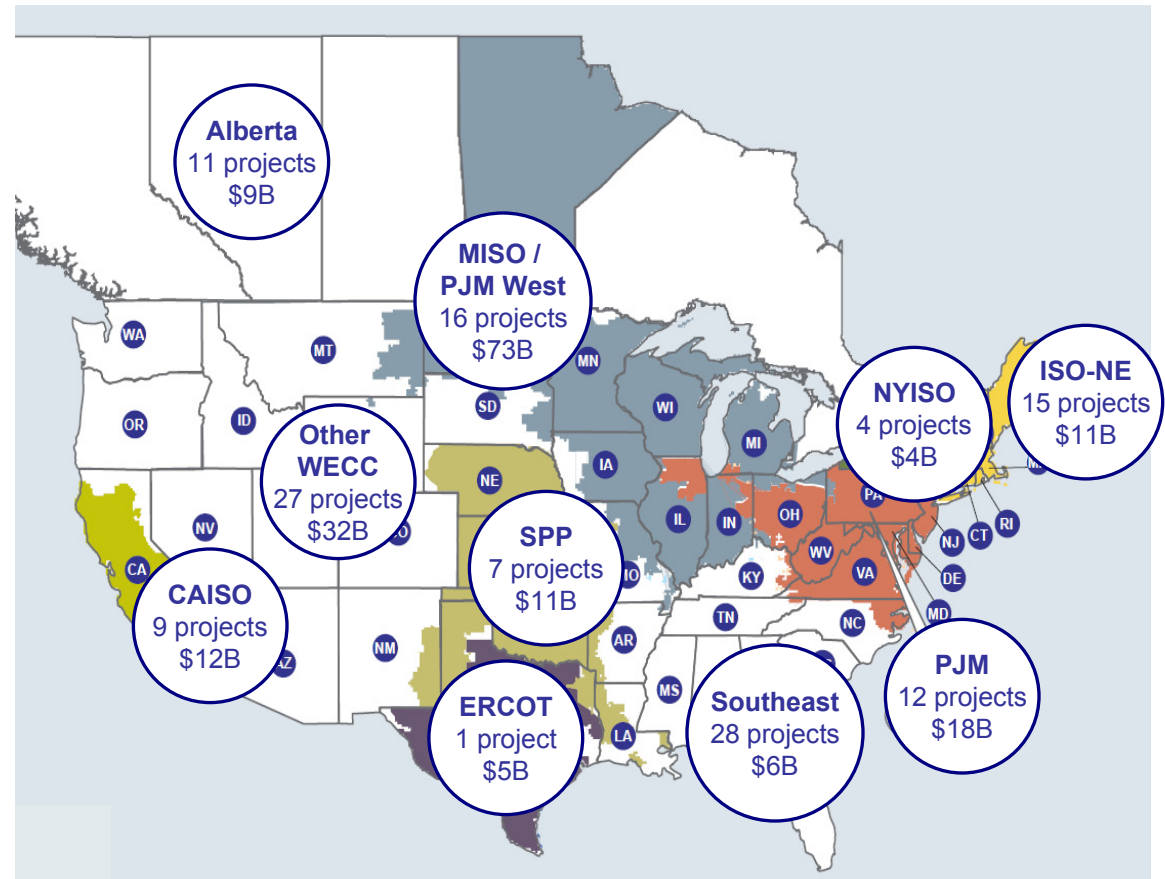 Alberta
11 projects
$9B
MISO /
PJM West
16 projects
$73B
NYISO
4 projects
$4B
ISO-NE
15 projects
$11B
Other
WECC
27 projects
$32B
SPP
7 projects
$11B
CAISO
9 projects
$12B
ERCOT
1 project
$5B
Southeast
28 projects
$6B
PJM
12 projects
$18B
WA
MT
MN
OR
ID
SD
WI
MI
IA
NE
PA
NV
IL
IN
OH
NJ
CT
RI
CA
WV
VA
KY
DE
MD
NM
AR
TN
NC
MS
LA